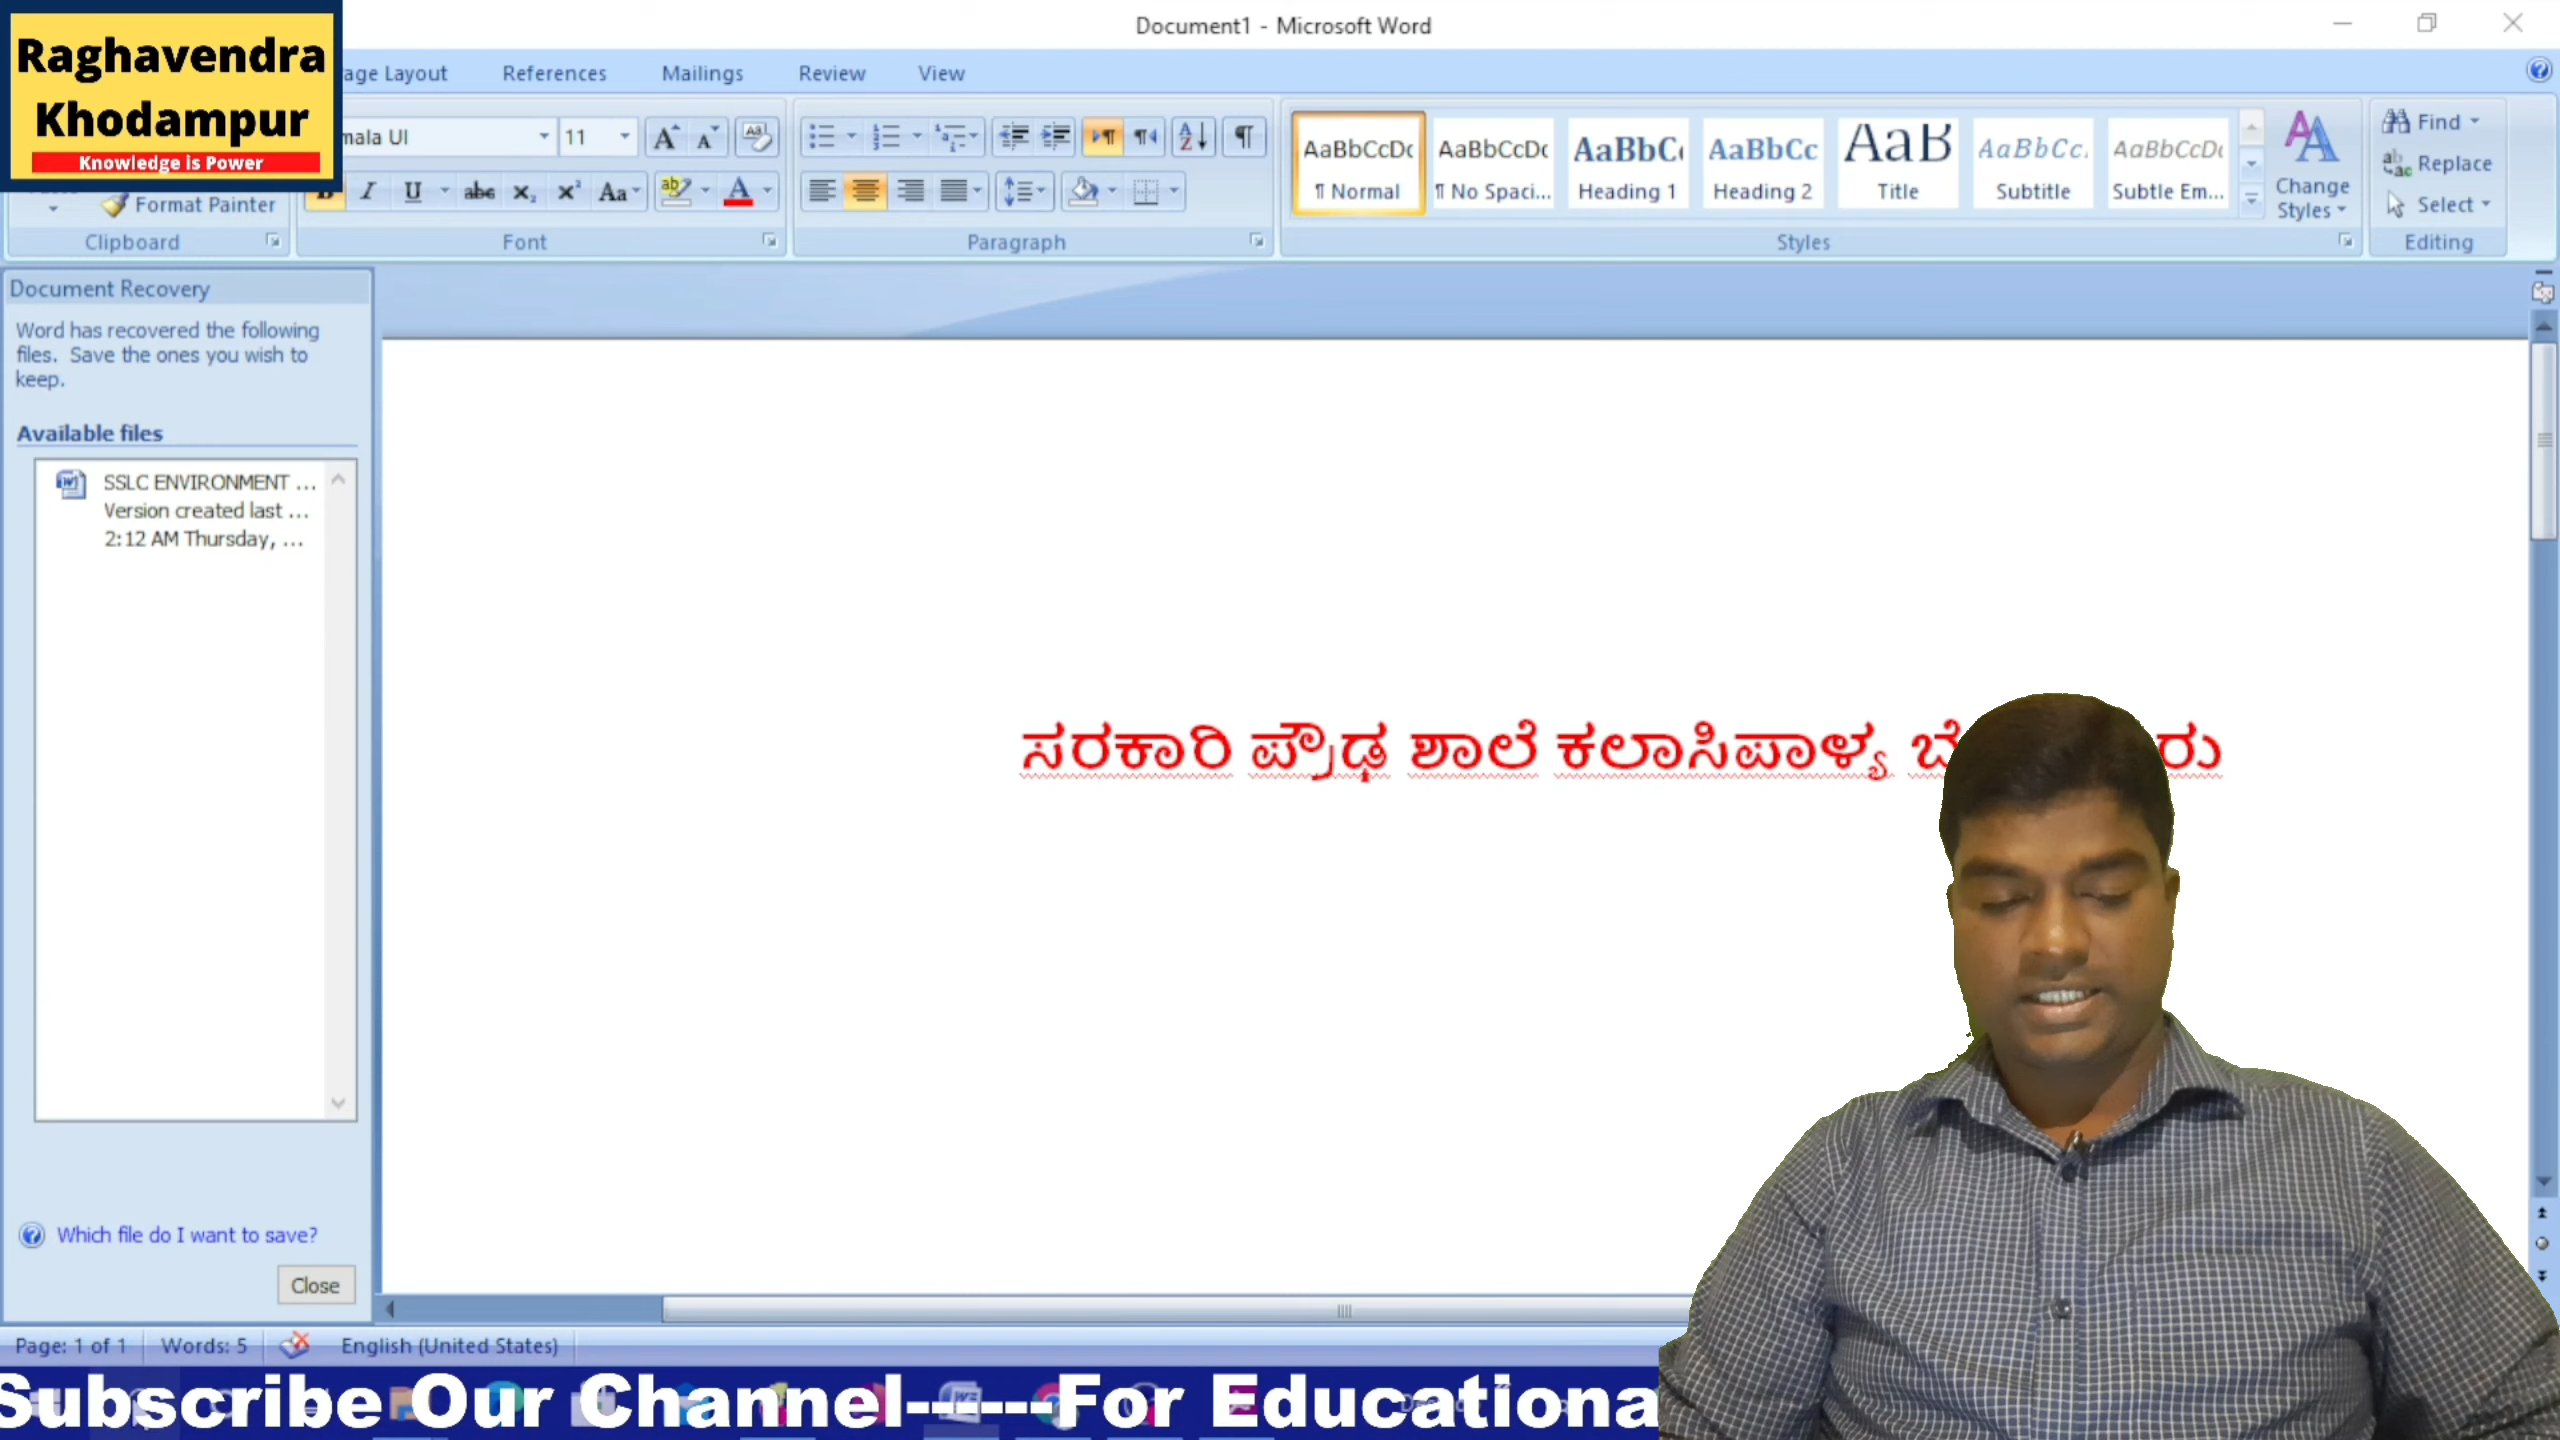 Document1 - Microsoft Word
Raghavendra
Khodampur
Knowledge is Power
age Layout References Mailings Review View
mala UI 11
Format Painter
Clipboard Font Paragraph Styles Editing
AaBbCcDc AaBbCcDc AaBbC AaBbCc AaB AaBbCc. AaBbCcDc
¶ Normal ¶ No Spaci... Heading 1 Heading 2 Title Subtitle Subtle Em...
Change
Styles
Find
Replace
Select
Document Recovery
Word has recovered the following
files. Save the ones you wish to
keep.
Available files
SSLC ENVIRONMENT ...
Version created last ...
2:12 AM Thursday, ...
Which file do I want to save?
Close
ಸರಕಾರಿ ಪ್ರೌಢ ಶಾಲೆ ಕಲಾಸಿಪಾಳ್ಯ
Page: 1 of 1 Words: 5 English (United States)
Subscribe Our Channel------For Educationa